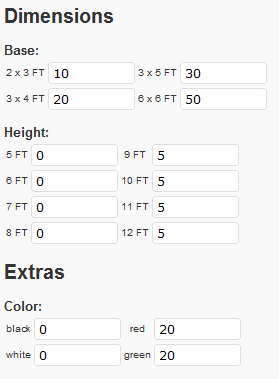 Dimensions
Base:
2 x 3 FT 10 3 x 5 FT 30
3 x 4 FT 20 6 x 6 FT 50
Height:
5 FT 0 9 FT 5
6 FT 0 10 FT 5
7 FT 0 11 FT 5
8 FT 0 12 FT 5
Extras
Color:
black 0 red 20
white 0 green 20